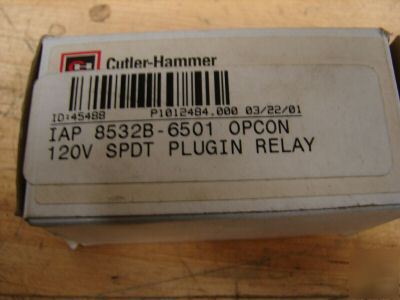 Cutler-Hammer
ID:45488 P1012484.000 03/22/01
IAP 8532B-6501 OPCON
120V SPDT PLUGIN RELAY